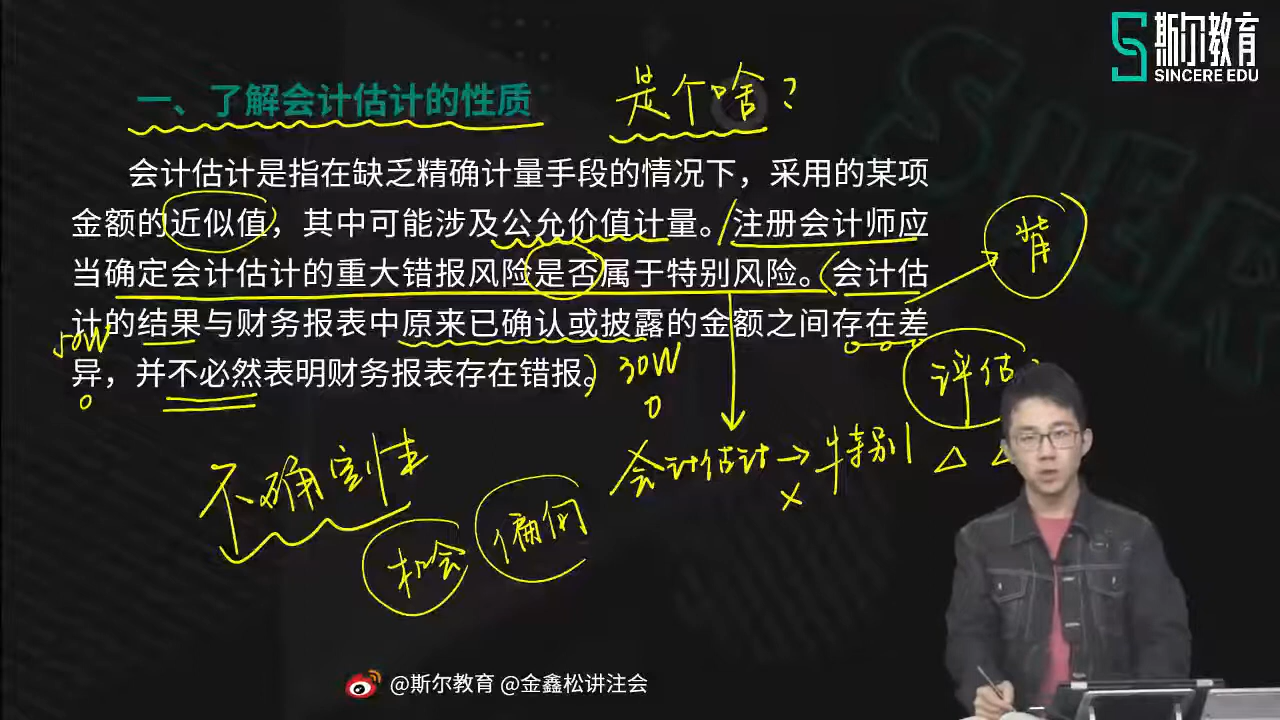 斯尔教育
SINCERE EDU
一、了解会计估计的性质
是个啥？
会计估计是指在缺乏精确计量手段的情况下，采用的某项
金额的近似值，其中可能涉及公允价值计量。注册会计师应
当确定会计估计的重大错报风险是否属于特别风险。（会计估
计的结果与财务报表中原来已确认或披露的金额之间存在差
异，并不必然表明财务报表存在错报。）
背
50W
30W
评估
不确定性
会计估计→特别
机会
偏向
@斯尔教育 @金鑫松讲注会